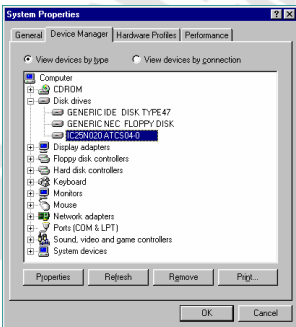 System Properties
General Device Manager Hardware Profiles Performance
View devices by type View devices by connection
Computer
CDROM
Disk drives
GENERIC IDE DISK TYPE47
GENERIC NEC FLOPPY DISK
IC25N020 ATCS04-0
Display adapters
Floppy disk controllers
Hard disk controllers
Keyboard
Monitors
Mouse
Network adapters
Ports (COM & LPT)
Sound, video and game controllers
System devices
Properties Refresh Remove Print...
OK Cancel